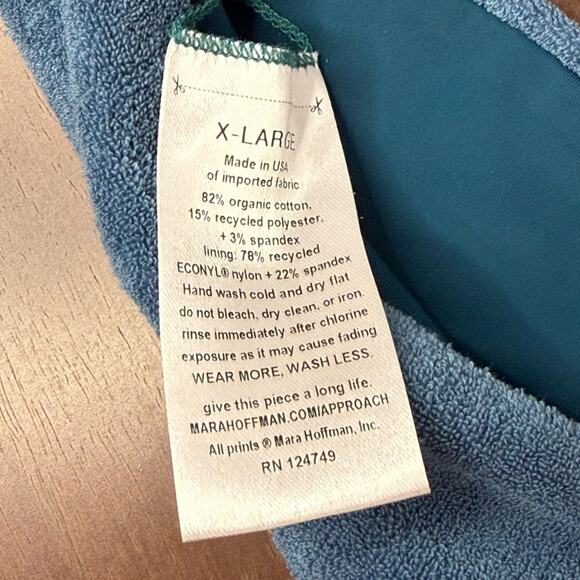 X-LARGE
Made in USA
of imported fabric
82% organic cotton,
15% recycled polyester,
+ 3% spandex
lining: 78% recycled
ECONYL® nylon + 22% spandex
Hand wash cold and dry flat
do not bleach, dry clean, or iron.
rinse immediately after chlorine
exposure as it may cause fading
WEAR MORE, WASH LESS.
give this piece a long life.
MARAHOFFMAN.COM/APPROACH
All prints ® Mara Hoffman, Inc.
RN 124749